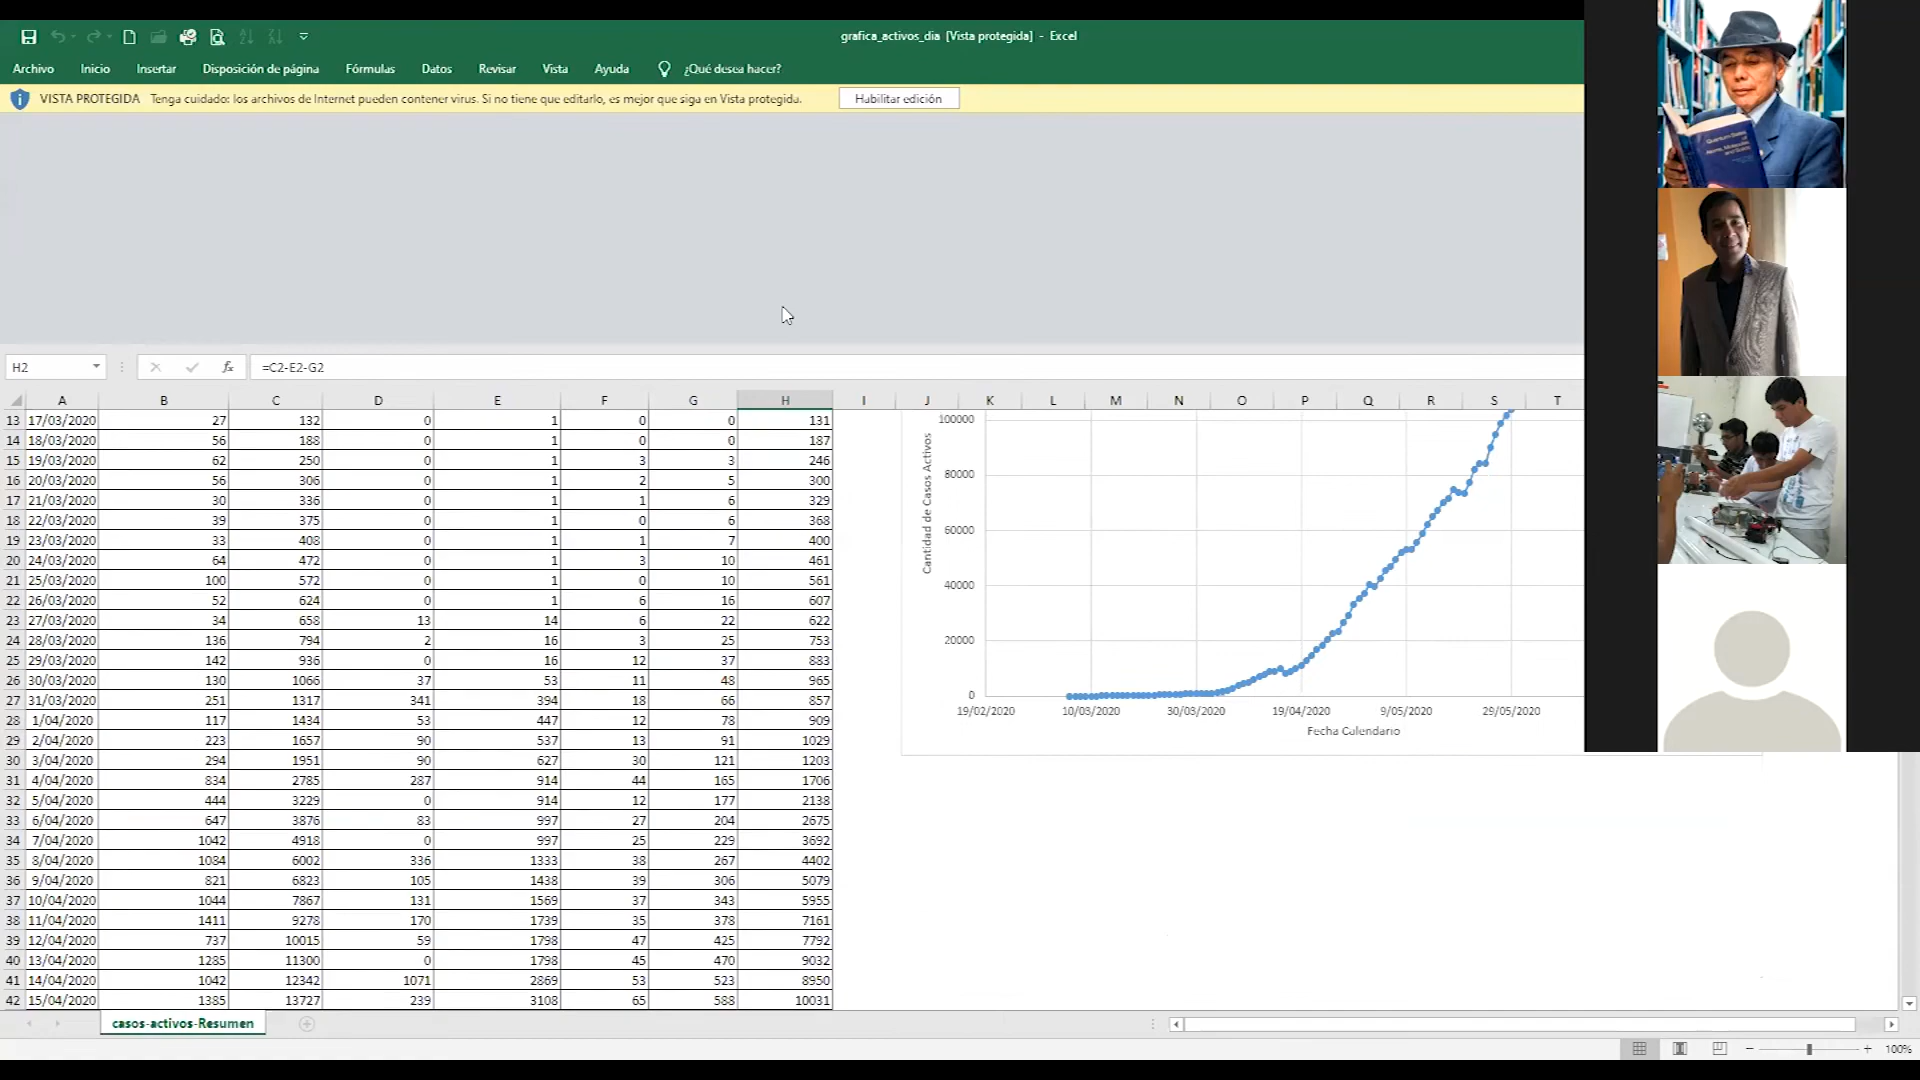 grafica_activos_dia [Vista protegida] - Excel
Archivo Inicio Insertar Disposición de página Fórmulas Datos Revisar Vista Ayuda ¿Qué desea hacer?
VISTA PROTEGIDA Tenga cuidado: los archivos de Internet pueden contener virus. Si no tiene que editarlo, es mejor que siga en Vista protegida. Habilitar edición
H2 fx =C2-E2-G2
A B C D E F G H I J K L M N O P Q R S T
13 17/03/2020 27 132 0 1 0 0 131
14 18/03/2020 56 188 0 1 0 0 187
15 19/03/2020 62 250 0 1 3 3 246
16 20/03/2020 56 306 0 1 2 5 300
17 21/03/2020 30 336 0 1 1 6 329
18 22/03/2020 39 375 0 1 0 6 368
19 23/03/2020 33 408 0 1 1 7 400
20 24/03/2020 64 472 0 1 3 10 461
21 25/03/2020 100 572 0 1 0 10 561
22 26/03/2020 52 624 0 1 6 16 607
23 27/03/2020 34 658 13 14 6 22 622
24 28/03/2020 136 794 2 16 3 25 753
25 29/03/2020 142 936 0 16 12 37 883
26 30/03/2020 130 1066 37 53 11 48 965
27 31/03/2020 251 1317 341 394 18 66 857
28 1/04/2020 117 1434 53 447 12 78 909
29 2/04/2020 223 1657 90 537 13 91 1029
30 3/04/2020 294 1951 90 627 30 121 1203
31 4/04/2020 834 2785 287 914 44 165 1706
32 5/04/2020 444 3229 0 914 12 177 2138
33 6/04/2020 647 3876 83 997 27 204 2675
34 7/04/2020 1042 4918 0 997 25 229 3692
35 8/04/2020 1084 6002 336 1333 38 267 4402
36 9/04/2020 821 6823 105 1438 39 306 5079
37 10/04/2020 1044 7867 131 1569 37 343 5955
38 11/04/2020 1411 9278 170 1739 35 378 7161
39 12/04/2020 737 10015 59 1798 47 425 7792
40 13/04/2020 1285 11300 0 1798 45 470 9032
41 14/04/2020 1042 12342 1071 2869 53 523 8950
42 15/04/2020 1385 13727 239 3108 65 588 10031
Cantidad de Casos Activos
100000
80000
60000
40000
20000
0
19/02/2020 10/03/2020 30/03/2020 19/04/2020 9/05/2020 29/05/2020
Fecha Calendario
casos-activos-Resumen
100%